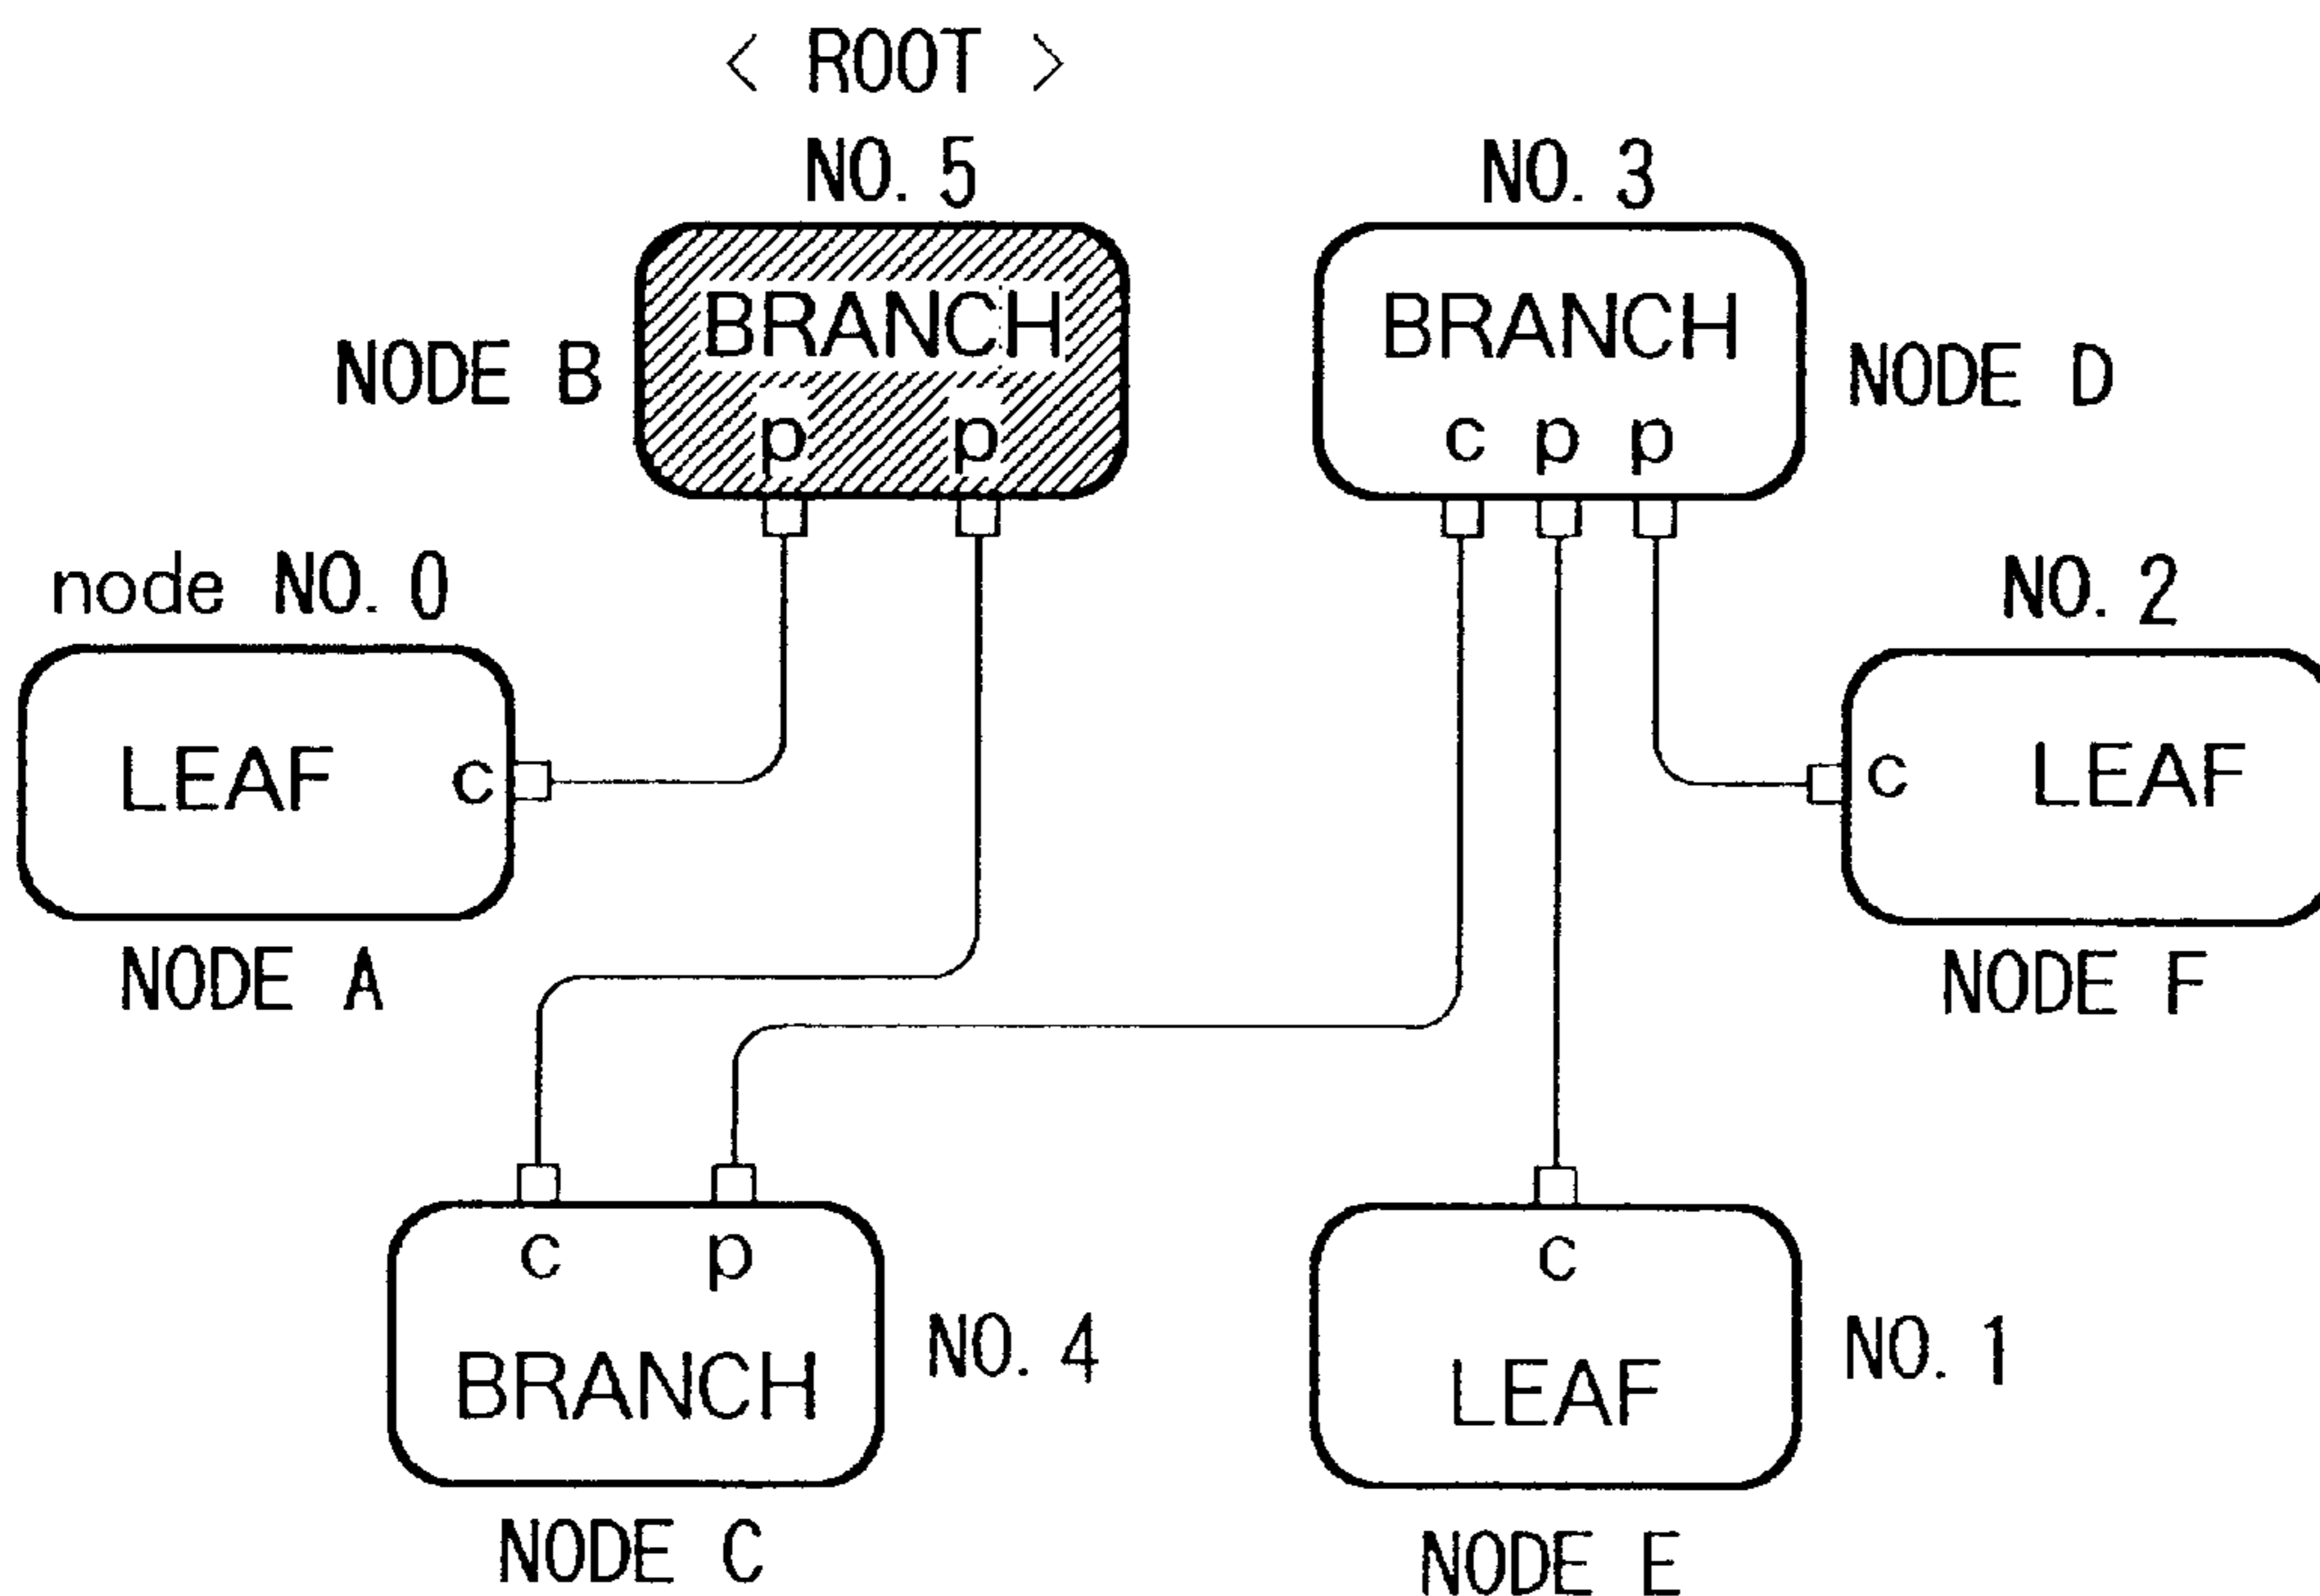 < ROOT >
NO. 5
NO. 3
BRANCH
BRANCH
NODE B
NODE D
p p
c p p
node NO. 0
NO. 2
LEAF c
c LEAF
NODE A
NODE F
c p
c
NO. 4
NO. 1
BRANCH
LEAF
NODE C
NODE E